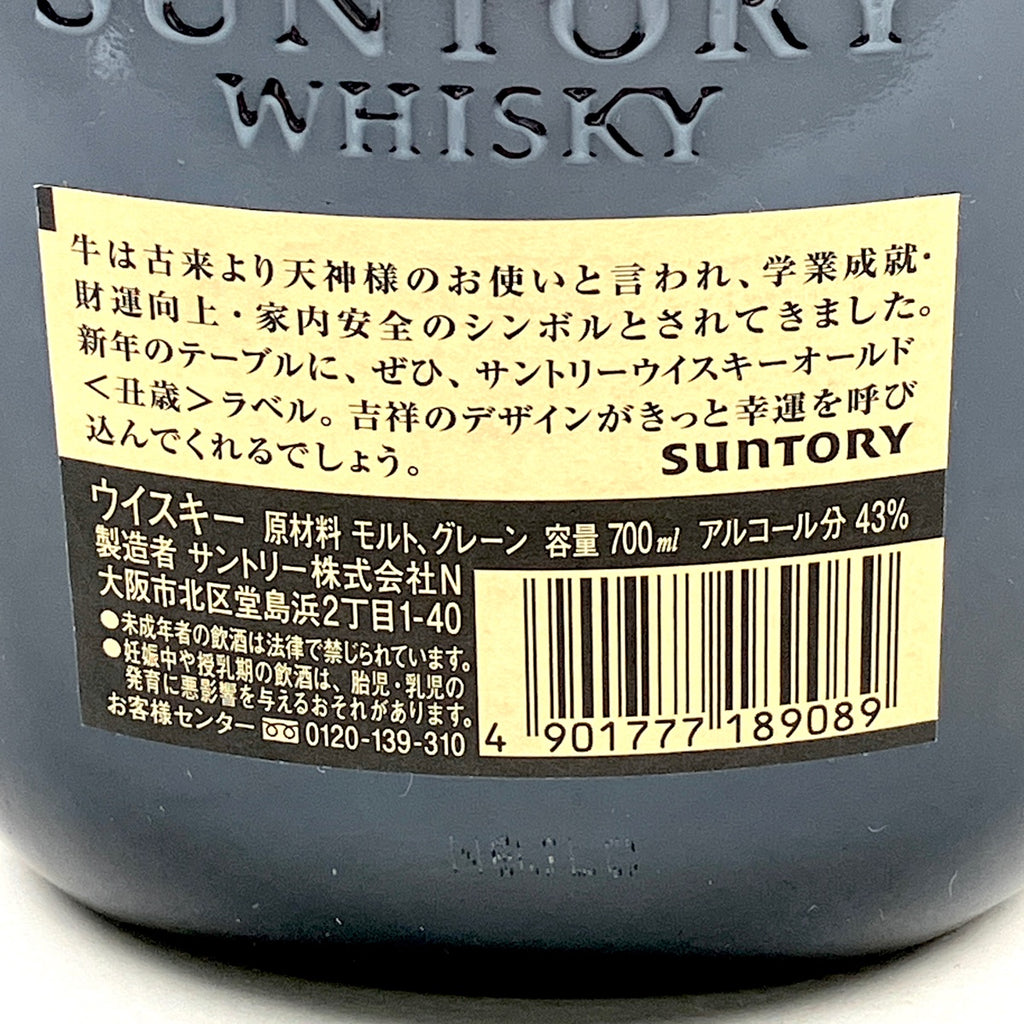 SUNTORY
WHISKY
牛は古来より天神様のお使いと言われ、学業成就・
財運向上・家内安全のシンボルとされてきました。
新年のテーブルに、ぜひ、サントリーウイスキーオールド
＜丑歳＞ラベル。吉祥のデザインがきっと幸運を呼び
込んでくれるでしょう。
SUNTORY
ウイスキー 原材料 モルト、グレーン 容量 700ml アルコール分 43%
製造者 サントリー株式会社N
大阪市北区堂島浜2丁目1-40
●未成年者の飲酒は法律で禁じられています。
●妊娠中や授乳期の飲酒は、胎児・乳児の
発育に悪影響を与えるおそれがあります。
お客様センター 0120-139-310
4 901777 189089